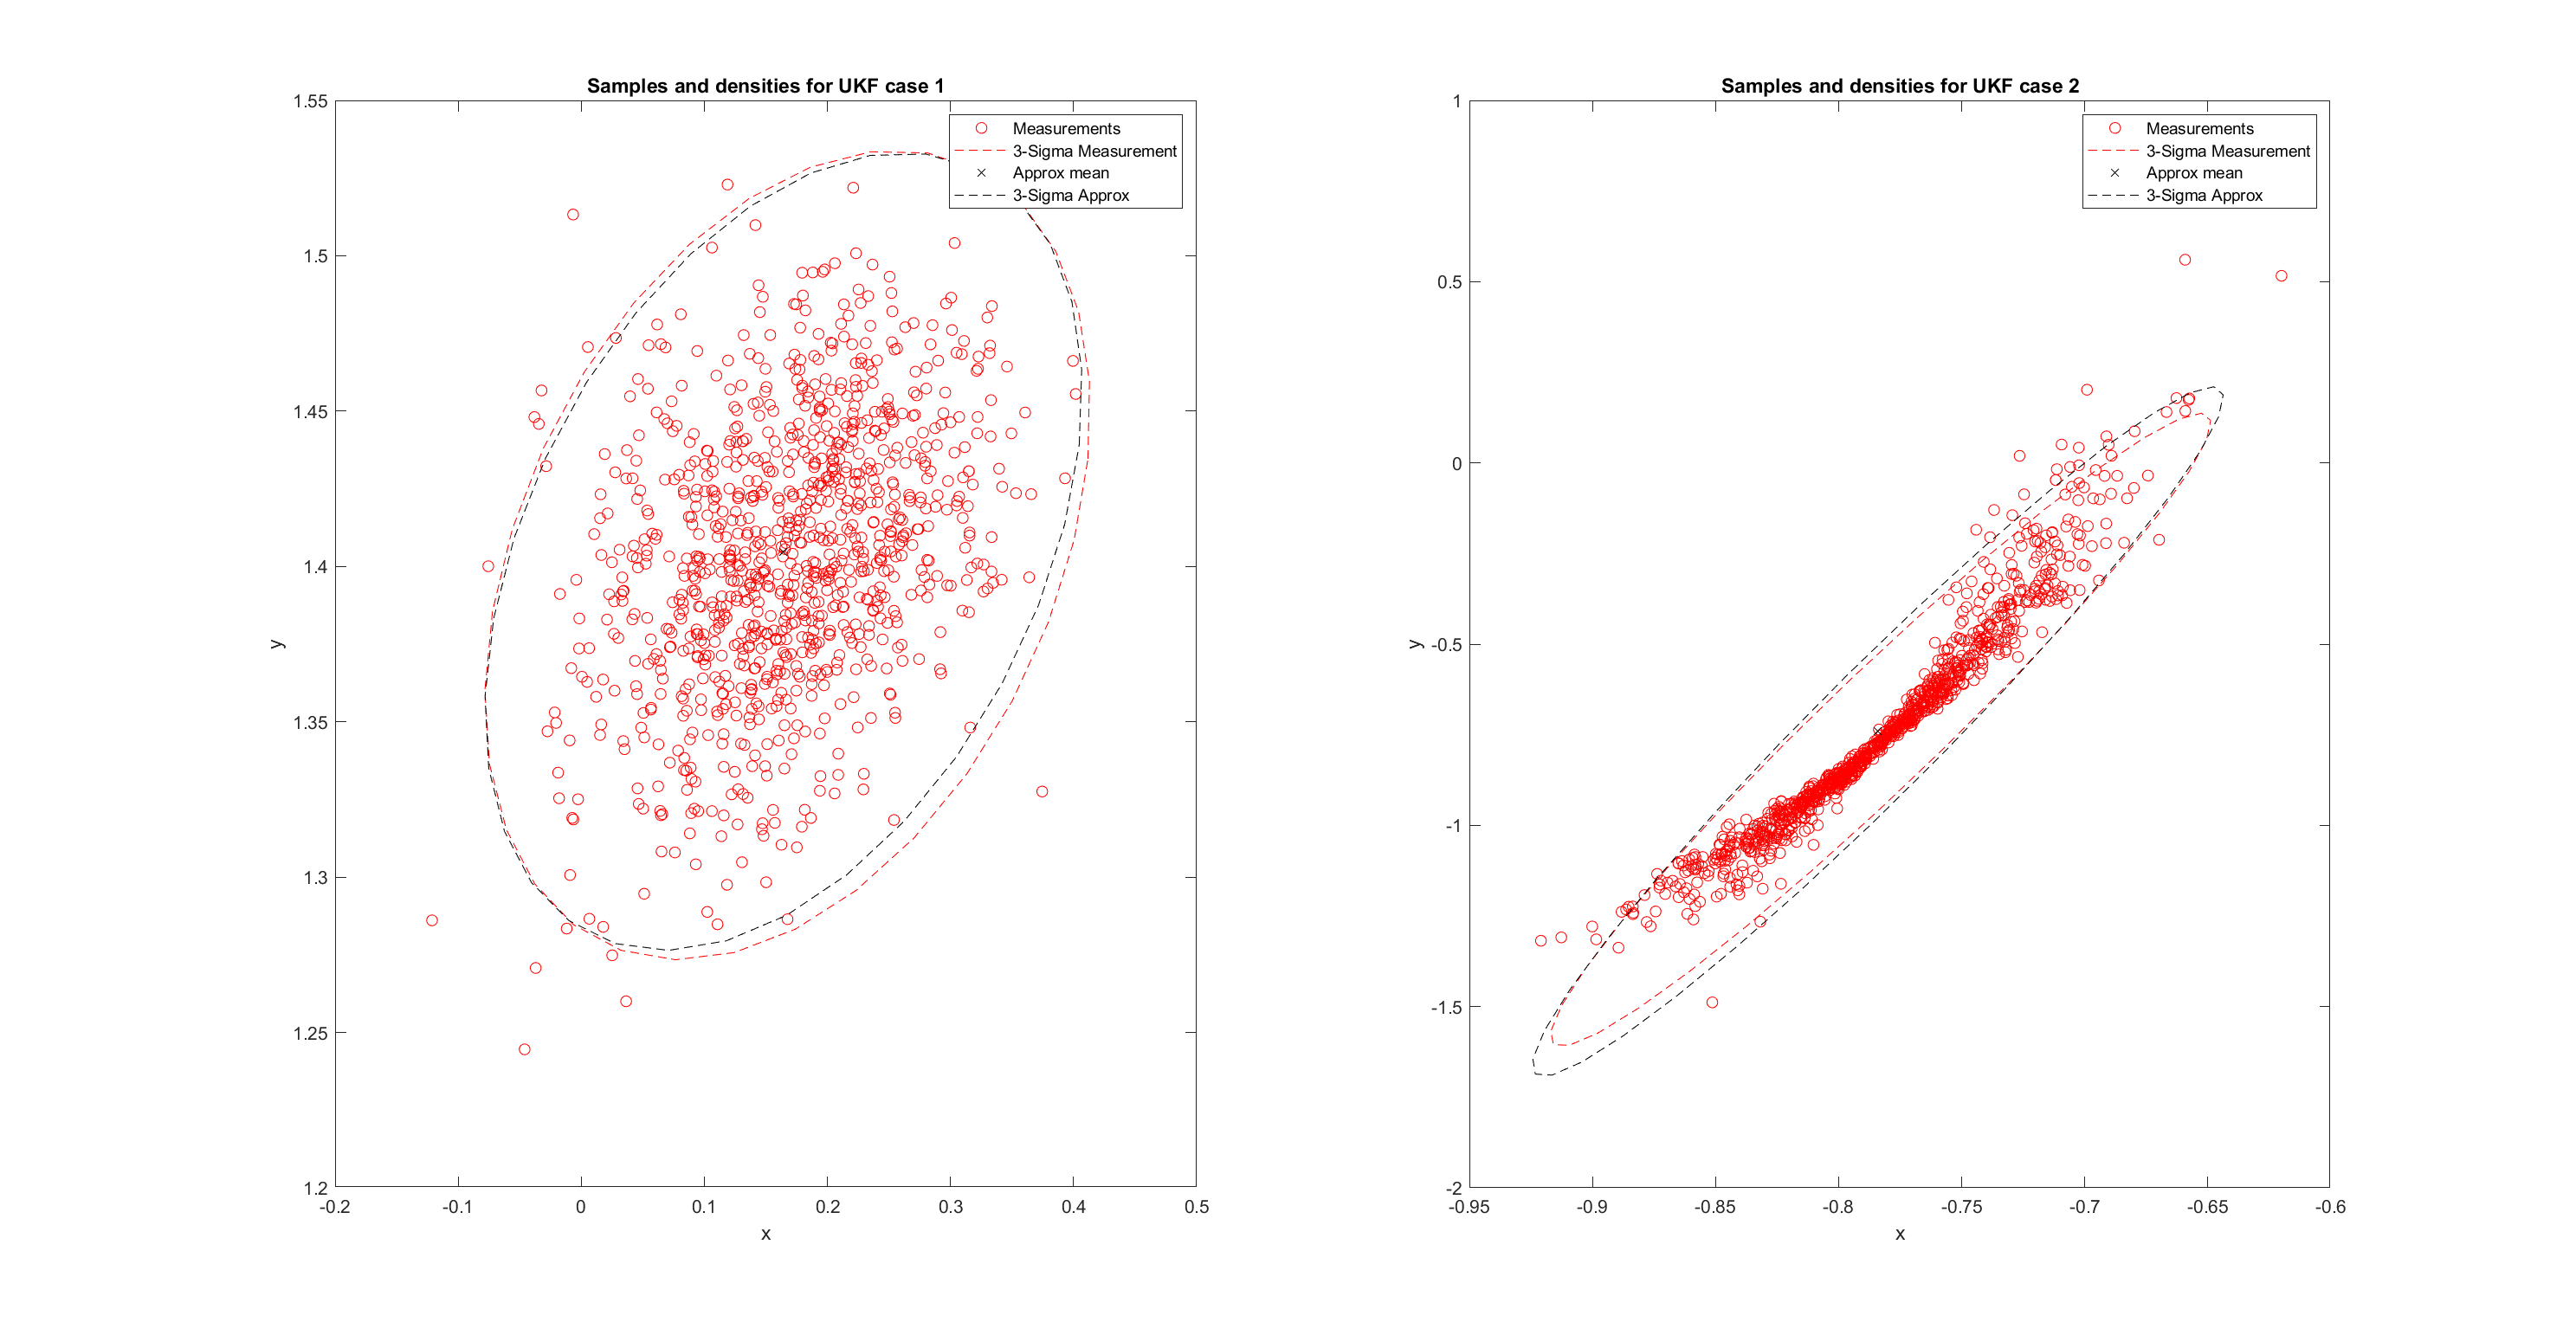 Samples and densities for UKF case 1
1.55
1.5
1.45
1.4
1.35
1.3
1.25
1.2
y
-0.2 -0.1 0 0.1 0.2 0.3 0.4 0.5
x
Measurements
3-Sigma Measurement
Approx mean
3-Sigma Approx
Samples and densities for UKF case 2
1
0.5
0
-0.5
-1
-1.5
-2
y
-0.95 -0.9 -0.85 -0.8 -0.75 -0.7 -0.65 -0.6
x
Measurements
3-Sigma Measurement
Approx mean
3-Sigma Approx